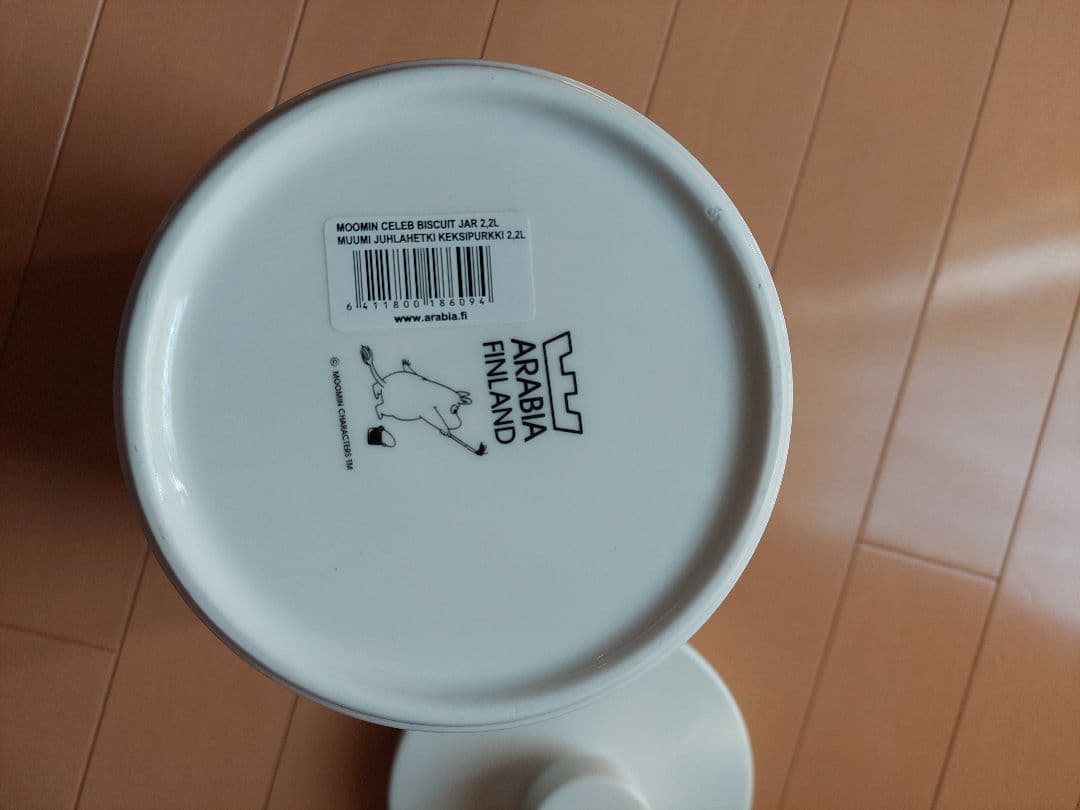 MOOMIN CELEB BISCUIT JAR 2,2L
MUUMI JUHLAHETKI KEKSIPURKKI 2,2L
6 411800 186094
www.arabia.fi
ARABIA
FINLAND
© MOOMIN CHARACTERS TM